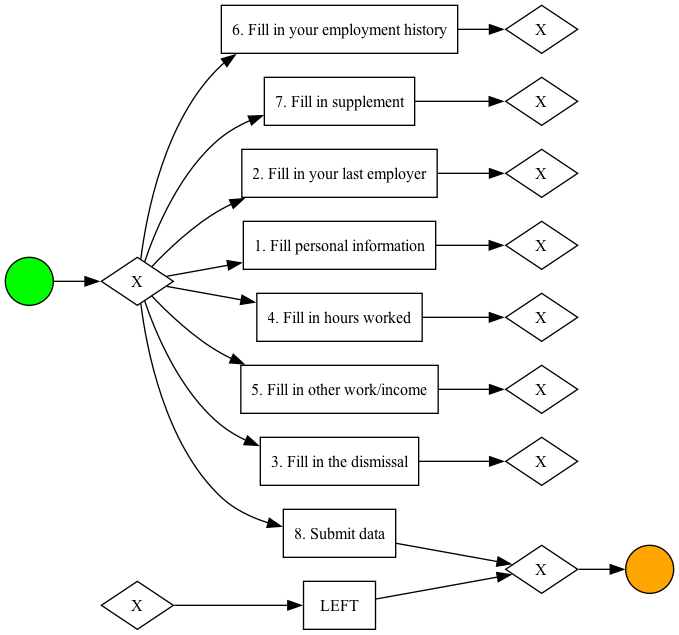 6. Fill in your employment history
X
7. Fill in supplement
X
2. Fill in your last employer
X
1. Fill personal information
X
X
4. Fill in hours worked
X
5. Fill in other work/income
X
3. Fill in the dismissal
X
8. Submit data
X
X
LEFT